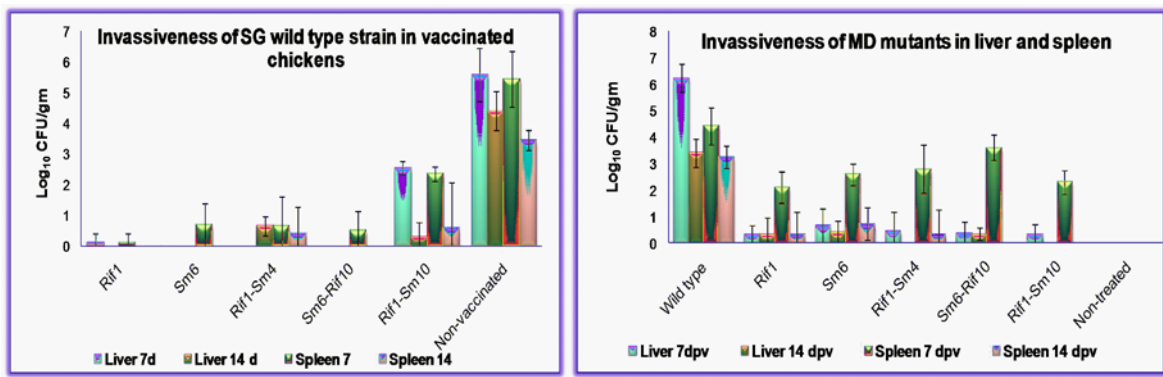 Invassiveness of SG wild type strain in vaccinated
chickens
Log10 CFU/gm
7
6
5
4
3
2
1
0
Rif1
Sm6
Rif1-Sm4
Sm6-Rif10
Rif1-Sm10
Non-vaccinated
Liver 7d
Liver 14 d
Spleen 7
Spleen 14
Invassiveness of MD mutants in liver and spleen
Log10 CFU/gm
8
7
6
5
4
3
2
1
0
Wild type
Rif1
Sm6
Rif1-Sm4
Sm6-Rif10
Rif1-Sm10
Non-treated
Liver 7dpv
Liver 14 dpv
Spleen 7 dpv
Spleen 14 dpv